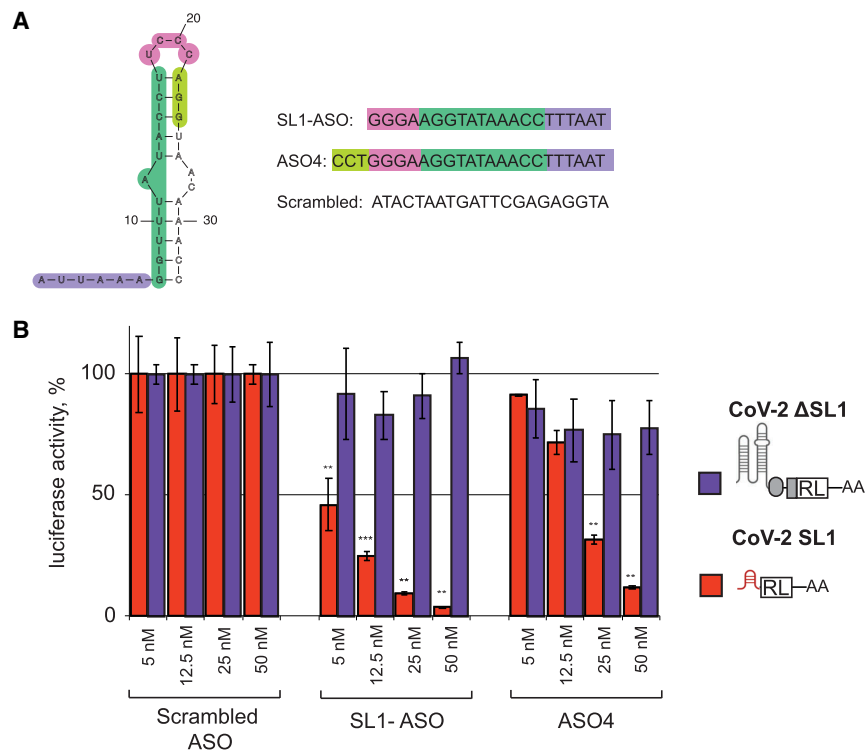 A
20
C–C
U C
U–A
C–G
C–G
A–U
U–A
A A
C
U–A
10 U–A 30
U–A
G–C
A–U–U–A–A–A–G–C
SL1-ASO: GGGAAGGTATAAACCTTTAAT
ASO4: CCTGGGAAGGTATAAACCTTTAAT
Scrambled: ATACTAATGATTCGAGAGGTA
B
luciferase activity, %
100
50
0
**
***
**
**
**
**
5 nM
12.5 nM
25 nM
50 nM
5 nM
12.5 nM
25 nM
50 nM
5 nM
12.5 nM
25 nM
50 nM
Scrambled
ASO
SL1- ASO
ASO4
CoV-2 ΔSL1
RL AA
CoV-2 SL1
RL AA